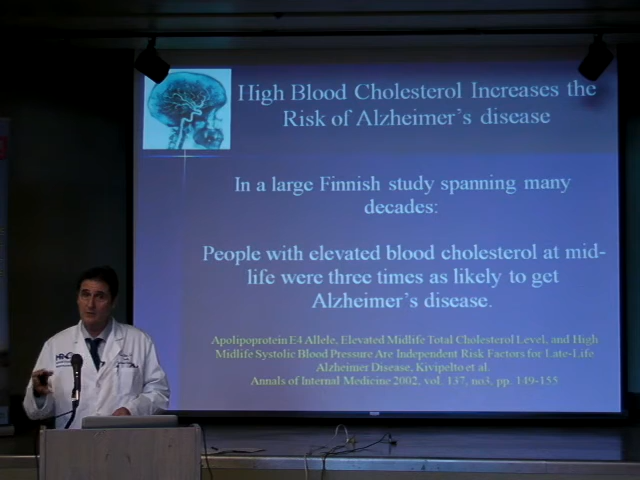 High Blood Cholesterol Increases the
Risk of Alzheimer's disease
In a large Finnish study spanning many
decades:
People with elevated blood cholesterol at mid-
life were three times as likely to get
Alzheimer's disease.
Apolipoprotein E4 Allele, Elevated Midlife Total Cholesterol Level, and High
Midlife Systolic Blood Pressure Are Independent Risk Factors for Late-Life
Alzheimer Disease, Kivipelto et al.
Annals of Internal Medicine 2002, vol. 137, no3, pp. 149-155